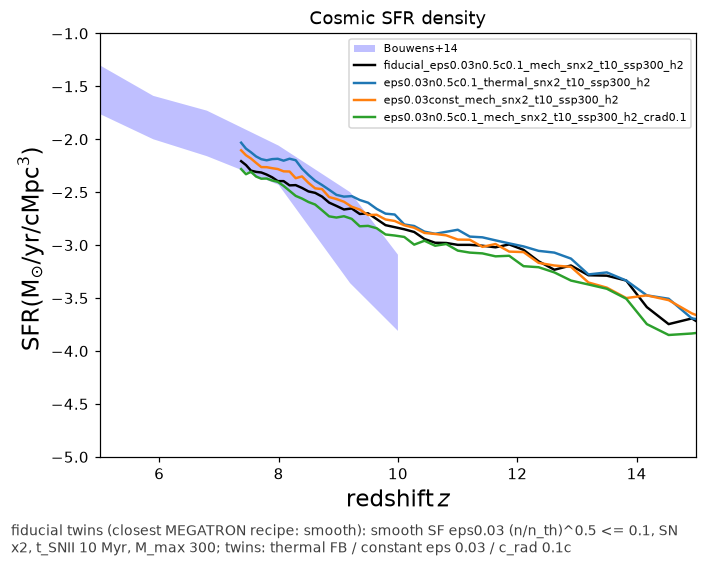 Cosmic SFR density
Bouwens+14
fiducial_eps0.03n0.5c0.1_mech_snx2_t10_ssp300_h2
eps0.03n0.5c0.1_thermal_snx2_t10_ssp300_h2
eps0.03const_mech_snx2_t10_ssp300_h2
eps0.03n0.5c0.1_mech_snx2_t10_ssp300_h2_crad0.1
−1.0
−1.5
−2.0
−2.5
−3.0
−3.5
−4.0
−4.5
−5.0
SFR(M⊙/yr/cMpc³)
6
8
10
12
14
redshift z
fiducial twins (closest MEGATRON recipe: smooth): smooth SF eps0.03 (n/n_th)^0.5 <= 0.1, SN
x2, t_SNII 10 Myr, M_max 300; twins: thermal FB / constant eps 0.03 / c_rad 0.1c